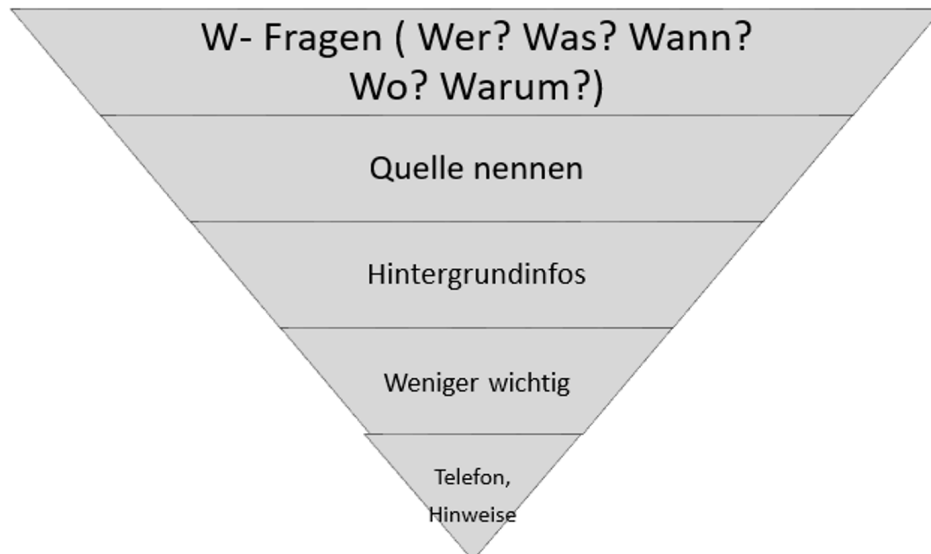 W- Fragen ( Wer? Was? Wann?
Wo? Warum?)
Quelle nennen
Hintergrundinfos
Weniger wichtig
Telefon,
Hinweise